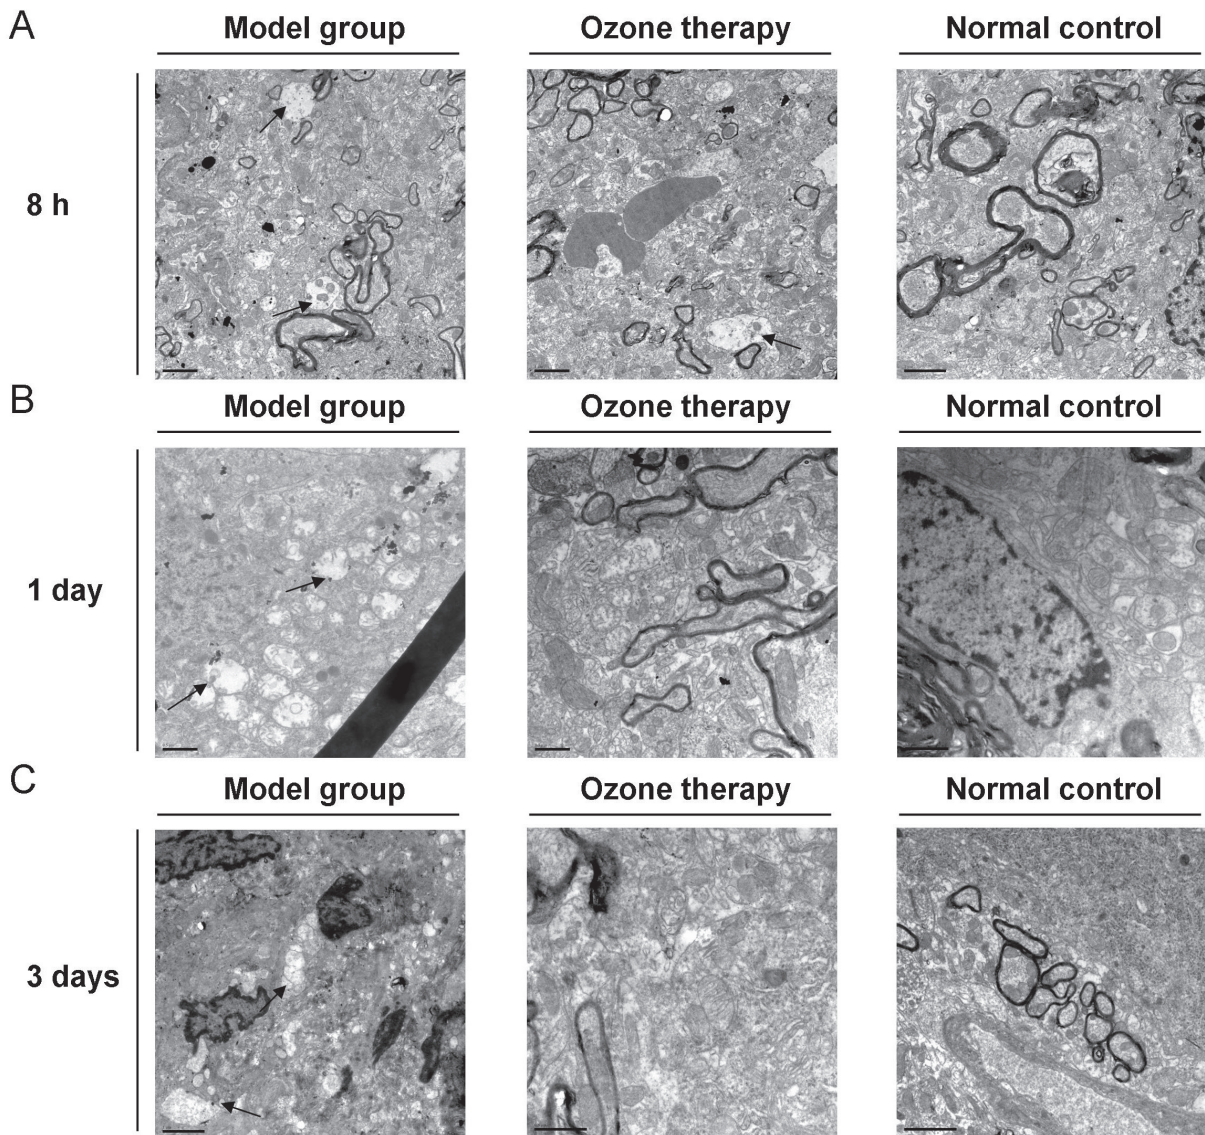 A
Model group Ozone therapy Normal control
8 h
B
Model group Ozone therapy Normal control
1 day
C
Model group Ozone therapy Normal control
3 days